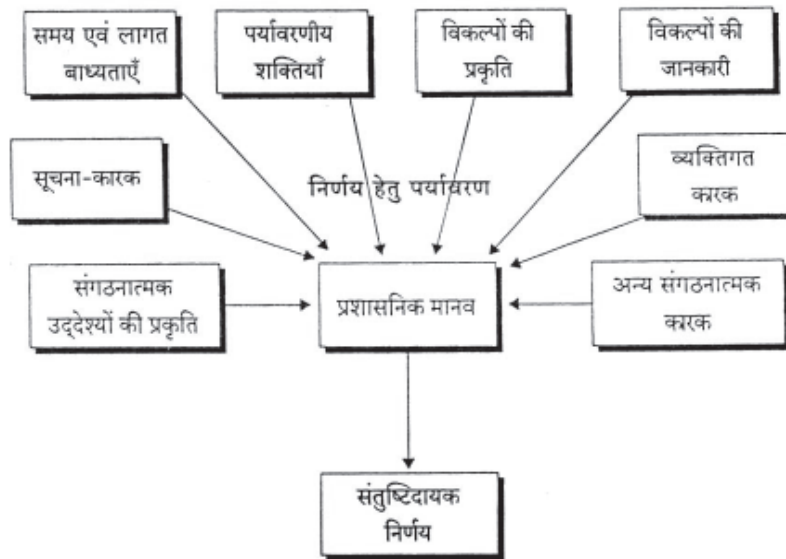 समय एवं लागत
बाध्यताएँ
पर्यावरणीय
शक्तियाँ
विकल्पों की
प्रकृति
विकल्पों की
जानकारी
सूचना-कारक
निर्णय हेतु पर्यावरण
व्यक्तिगत
कारक
संगठनात्मक
उद्देश्यों की प्रकृति
प्रशासनिक मानव
अन्य संगठनात्मक
कारक
संतुष्टिदायक
निर्णय